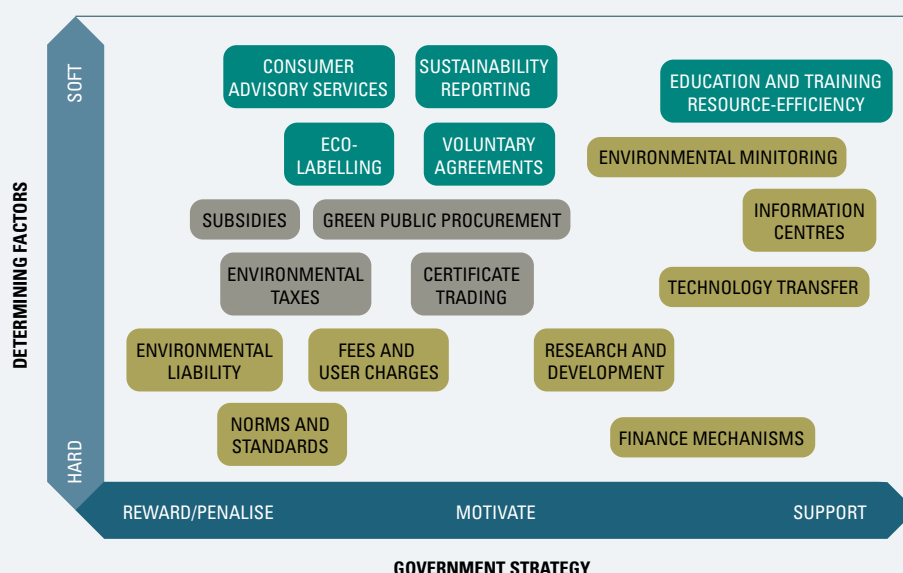 SOFT
HARD
DETERMINING FACTORS
CONSUMER
ADVISORY SERVICES
SUSTAINABILITY
REPORTING
EDUCATION AND TRAINING
RESOURCE-EFFICIENCY
ECO-
LABELLING
VOLUNTARY
AGREEMENTS
ENVIRONMENTAL MINITORING
SUBSIDIES
GREEN PUBLIC PROCUREMENT
INFORMATION
CENTRES
ENVIRONMENTAL
TAXES
CERTIFICATE
TRADING
TECHNOLOGY TRANSFER
ENVIRONMENTAL
LIABILITY
FEES AND
USER CHARGES
RESEARCH AND
DEVELOPMENT
NORMS AND
STANDARDS
FINANCE MECHANISMS
REWARD/PENALISE
MOTIVATE
SUPPORT
GOVERNMENT STRATEGY